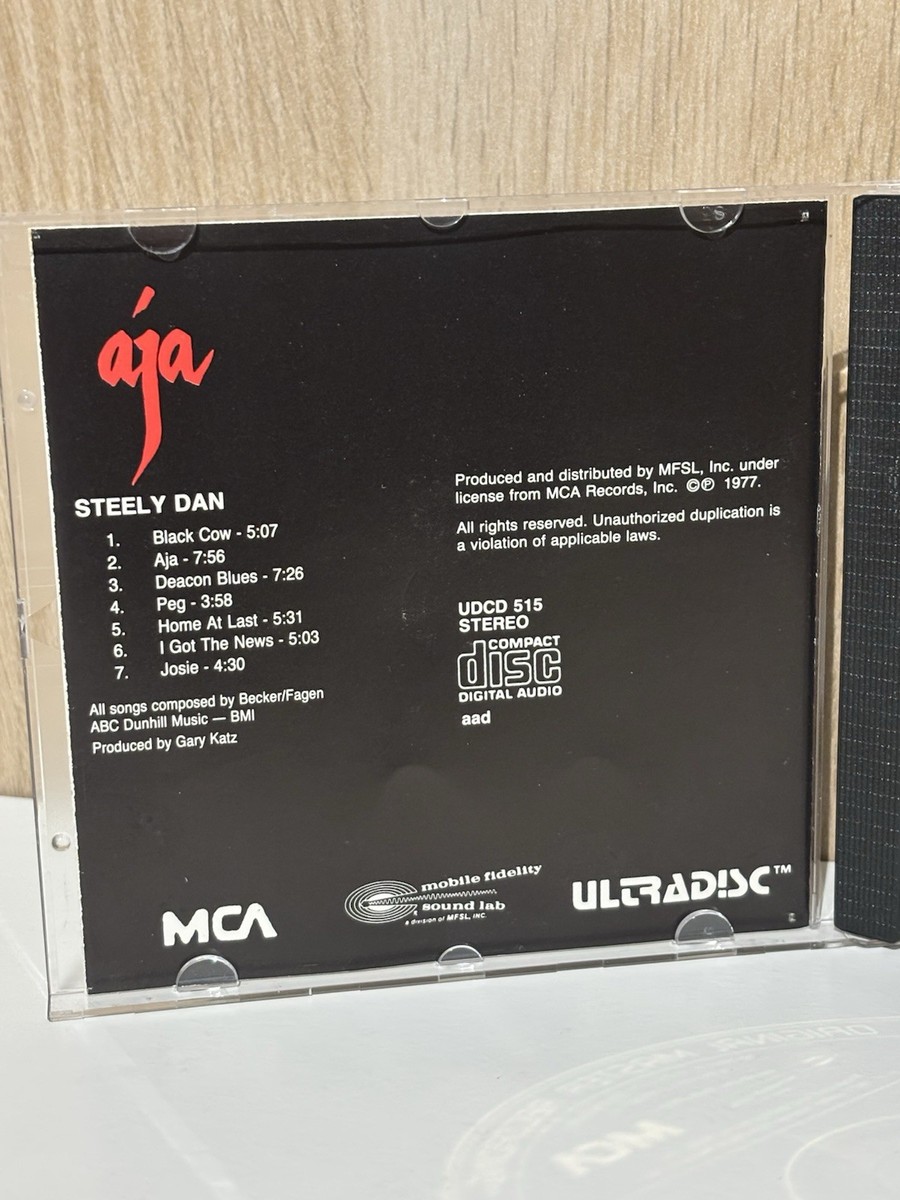 aja
STEELY DAN
1. Black Cow - 5:07
2. Aja - 7:56
3. Deacon Blues - 7:26
4. Peg - 3:58
5. Home At Last - 5:31
6. I Got The News - 5:03
7. Josie - 4:30
All songs composed by Becker/Fagen
ABC Dunhill Music — BMI
Produced by Gary Katz
Produced and distributed by MFSL, Inc. under
license from MCA Records, Inc. ©℗ 1977.
All rights reserved. Unauthorized duplication is
a violation of applicable laws.
UDCD 515
STEREO
COMPACT
disc
DIGITAL AUDIO
aad
MCA
mobile fidelity
sound lab
a division of MFSL, INC.
ULTRADISC™
ORIGINAL MASTER
MCA